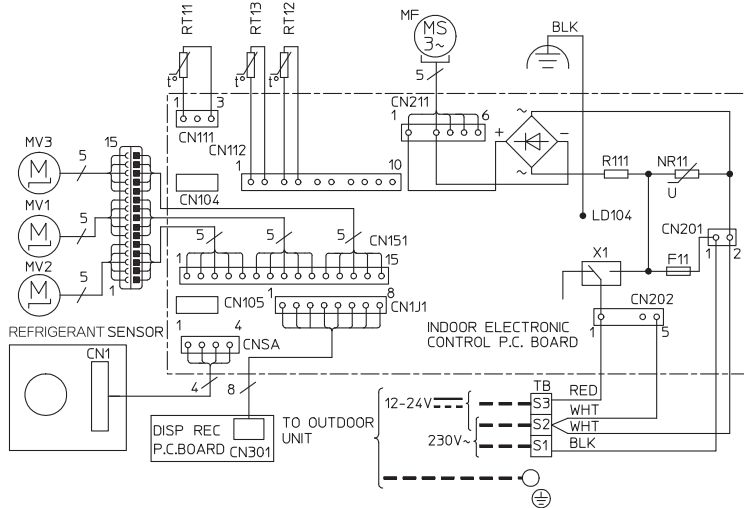 RT11
RT13
RT12
MF
MS
3~
5
BLK
t°
t°
t°
1 3
CN111
CN211
1 6
+ ~ −
~
CN112
1 10
R111
NR11
U
MV3
M
5
15
MV1
M
5
MV2
M
5
1
CN104
LD104
5 5 5
CN151
1 15
CN201
1 2
X1
F11
CN105
1 8
CN1J1
CN202
1 5
INDOOR ELECTRONIC
CONTROL P.C. BOARD
REFRIGERANT SENSOR
CN1
1 4
CNSA
4
8
DISP REC
P.C.BOARD
CN301
TO OUTDOOR
UNIT
12-24V
230V~
TB
S3
S2
S1
RED
WHT
WHT
BLK